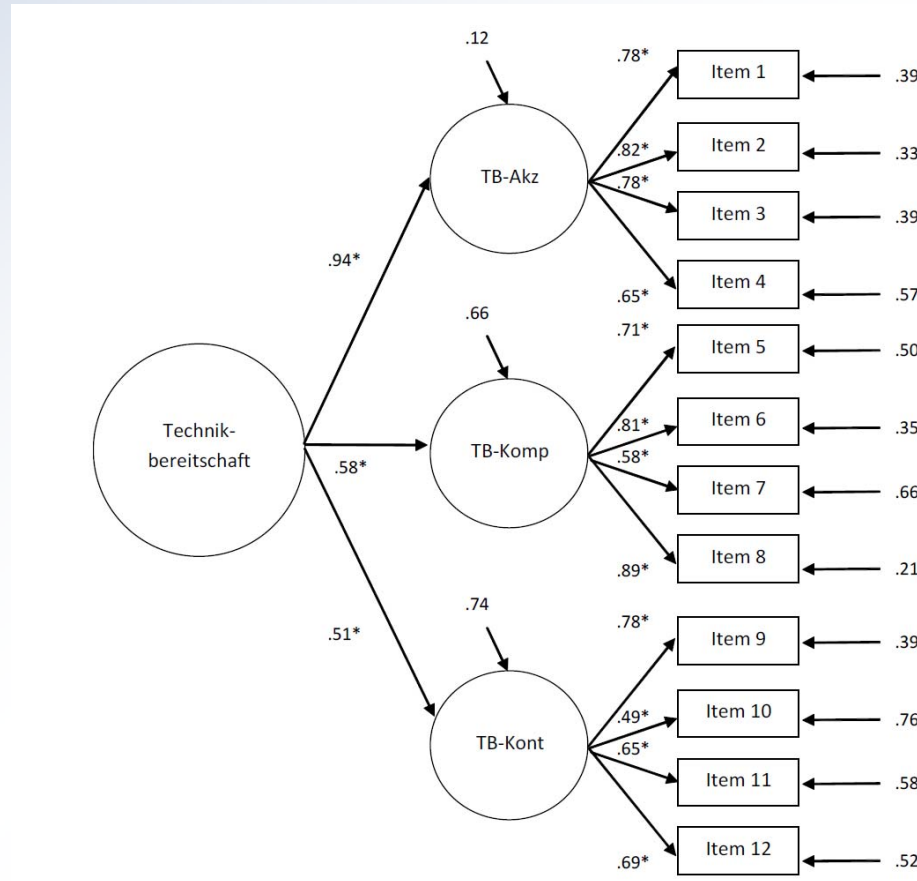 .12
.78*
Item 1
.39
.82*
Item 2
.33
TB-Akz
.78*
Item 3
.39
.94*
.65*
Item 4
.57
.66
.71*
Item 5
.50
Technik-
bereitschaft
.58*
TB-Komp
.81*
Item 6
.35
.58*
Item 7
.66
.89*
Item 8
.21
.51*
.74
.78*
Item 9
.39
TB-Kont
.49*
Item 10
.76
.65*
Item 11
.58
.69*
Item 12
.52